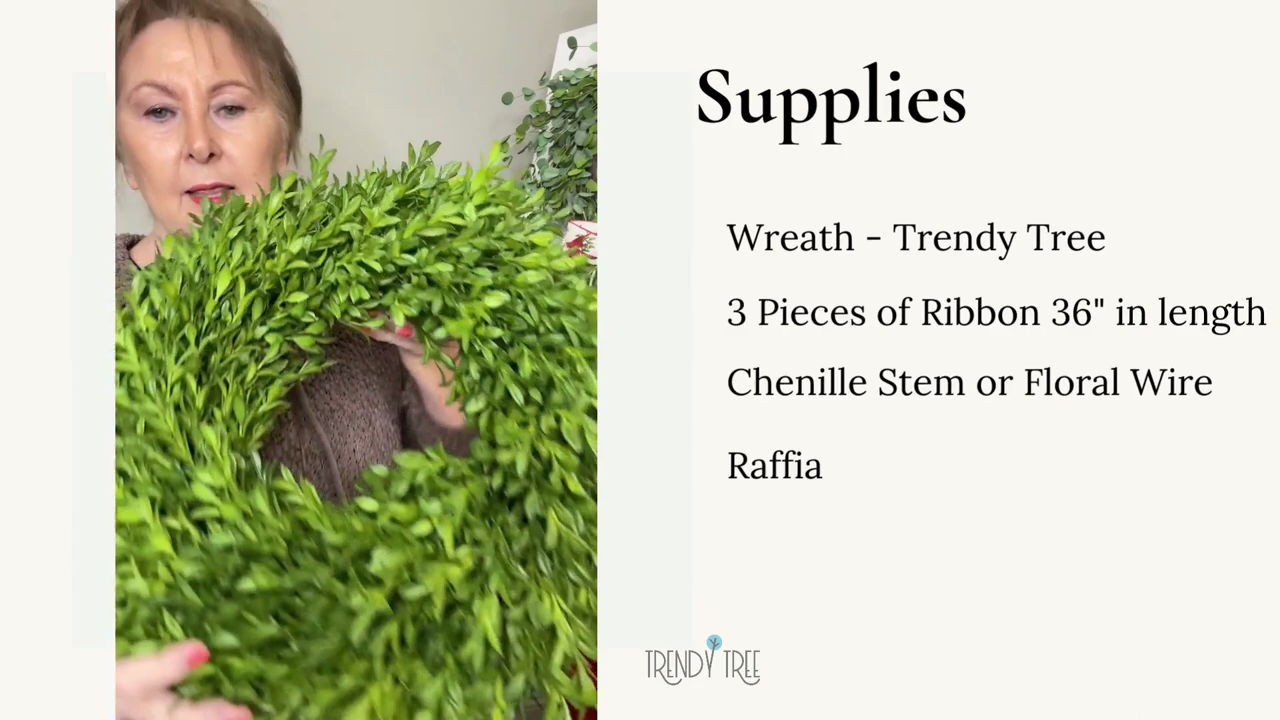 Supplies
Wreath - Trendy Tree
3 Pieces of Ribbon 36" in length
Chenille Stem or Floral Wire
Raffia
TRENDY TREE